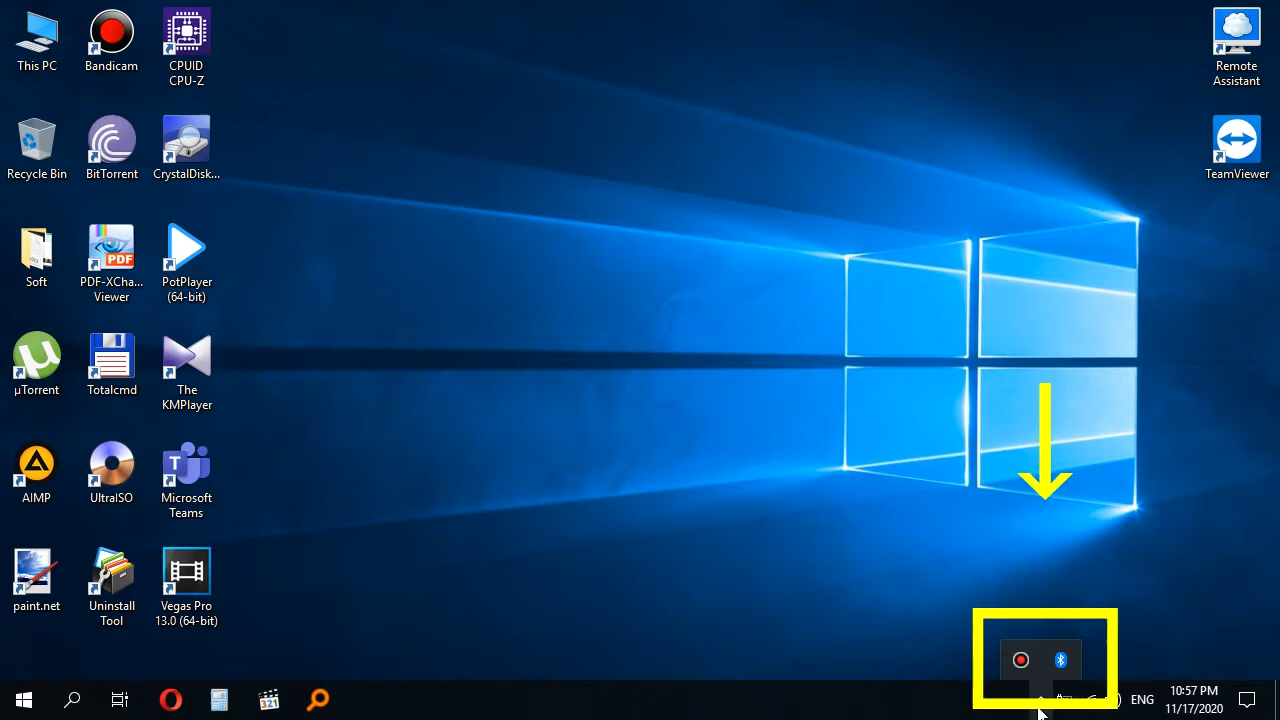 This PC
Bandicam
CPUID
CPU-Z
Remote
Assistant
Recycle Bin
BitTorrent
CrystalDisk...
TeamViewer
Soft
PDF
PDF-XCha...
Viewer
PotPlayer
(64-bit)
µTorrent
Totalcmd
The
KMPlayer
AIMP
UltraISO
T
Microsoft
Teams
paint.net
Uninstall
Tool
Vegas Pro
13.0 (64-bit)
321
ENG
10:57 PM
11/17/2020